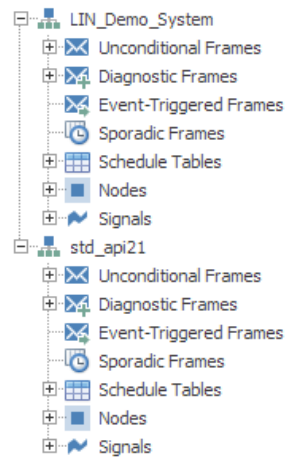 LIN_Demo_System
Unconditional Frames
Diagnostic Frames
Event-Triggered Frames
Sporadic Frames
Schedule Tables
Nodes
Signals
std_api21
Unconditional Frames
Diagnostic Frames
Event-Triggered Frames
Sporadic Frames
Schedule Tables
Nodes
Signals